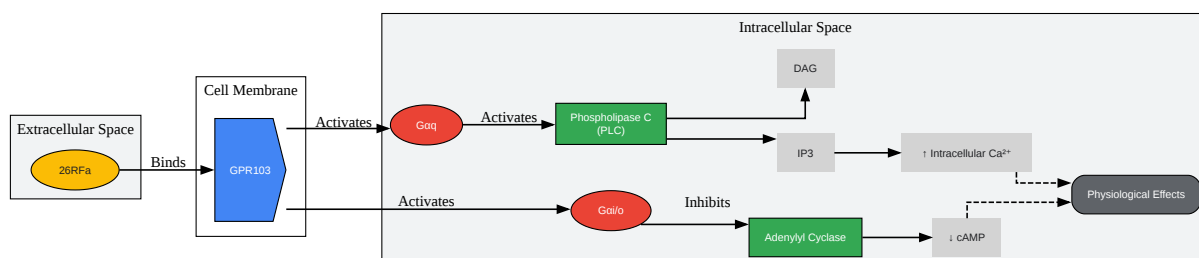 Intracellular Space
DAG
Cell Membrane
Extracellular Space
Activates
Gαq
Activates
Phospholipase C
(PLC)
IP3
↑ Intracellular Ca²⁺
26RFa
Binds
GPR103
Physiological Effects
Activates
Gαi/o
Inhibits
Adenylyl Cyclase
↓ cAMP